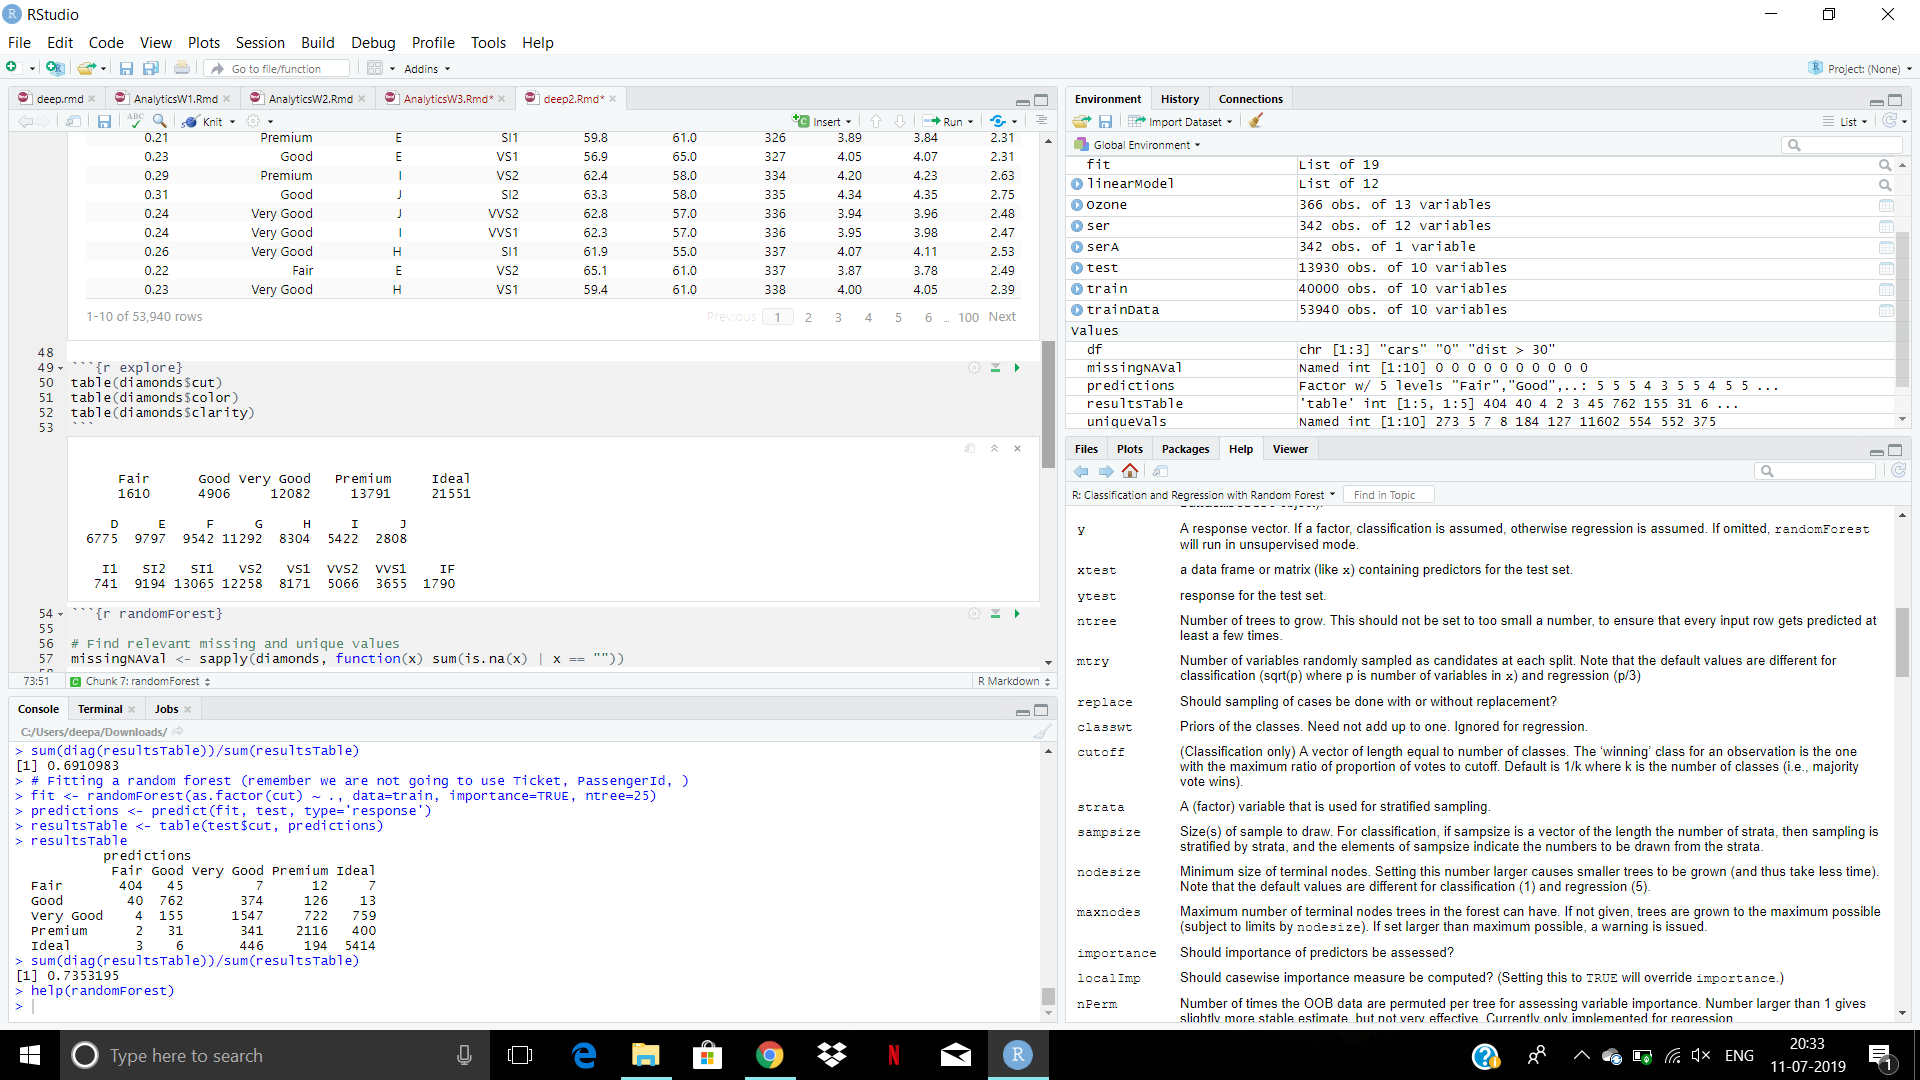 RStudio
File Edit Code View Plots Session Build Debug Profile Tools Help
Go to file/function Addins Project: (None)
deep.rmd AnalyticsW1.Rmd AnalyticsW2.Rmd AnalyticsW3.Rmd* deep2.Rmd*
ABC Knit Insert Run
0.21 Premium E SI1 59.8 61.0 326 3.89 3.84 2.31
0.23 Good E VS1 56.9 65.0 327 4.05 4.07 2.31
0.29 Premium I VS2 62.4 58.0 334 4.20 4.23 2.63
0.31 Good J SI2 63.3 58.0 335 4.34 4.35 2.75
0.24 Very Good J VVS2 62.8 57.0 336 3.94 3.96 2.48
0.24 Very Good I VVS1 62.3 57.0 336 3.95 3.98 2.47
0.26 Very Good H SI1 61.9 55.0 337 4.07 4.11 2.53
0.22 Fair E VS2 65.1 61.0 337 3.87 3.78 2.49
0.23 Very Good H VS1 59.4 61.0 338 4.00 4.05 2.39
1-10 of 53,940 rows Previous 1 2 3 4 5 6 ... 100 Next
48
49 ```{r explore}
50 table(diamonds$cut)
51 table(diamonds$color)
52 table(diamonds$clarity)
53 ```
Fair Good Very Good Premium Ideal
1610 4906 12082 13791 21551
D E F G H I J
6775 9797 9542 11292 8304 5422 2808
I1 SI2 SI1 VS2 VS1 VVS2 VVS1 IF
741 9194 13065 12258 8171 5066 3655 1790
54 ```{r randomForest}
55
56 # Find relevant missing and unique values
57 missingNAVal <- sapply(diamonds, function(x) sum(is.na(x) | x == ""))
73:51 Chunk 7: randomForest R Markdown
Console Terminal Jobs
C:/Users/deepa/Downloads/
> sum(diag(resultsTable))/sum(resultsTable)
[1] 0.6910983
> # Fitting a random forest (remember we are not going to use Ticket, PassengerId, )
> fit <- randomForest(as.factor(cut) ~ ., data=train, importance=TRUE, ntree=25)
> predictions <- predict(fit, test, type='response')
> resultsTable <- table(test$cut, predictions)
> resultsTable
predictions
Fair Good Very Good Premium Ideal
Fair 404 45 7 12 7
Good 40 762 374 126 13
Very Good 4 155 1547 722 759
Premium 2 31 341 2116 400
Ideal 3 6 446 194 5414
> sum(diag(resultsTable))/sum(resultsTable)
[1] 0.7353195
> help(randomForest)
>
Environment History Connections
Import Dataset List
Global Environment
fit List of 19
linearModel List of 12
Ozone 366 obs. of 13 variables
ser 342 obs. of 12 variables
serA 342 obs. of 1 variable
test 13930 obs. of 10 variables
train 40000 obs. of 10 variables
trainData 53940 obs. of 10 variables
Values
df chr [1:3] "cars" "0" "dist > 30"
missingNAVal Named int [1:10] 0 0 0 0 0 0 0 0 0 0
predictions Factor w/ 5 levels "Fair","Good",..: 5 5 5 4 3 5 5 4 5 5 ...
resultsTable 'table' int [1:5, 1:5] 404 40 4 2 3 45 762 155 31 6 ...
uniqueVals Named int [1:10] 273 5 7 8 184 127 11602 554 552 375
Files Plots Packages Help Viewer
R: Classification and Regression with Random Forest Find in Topic
y A response vector. If a factor, classification is assumed, otherwise regression is assumed. If omitted, randomForest
will run in unsupervised mode.
xtest a data frame or matrix (like x) containing predictors for the test set.
ytest response for the test set.
ntree Number of trees to grow. This should not be set to too small a number, to ensure that every input row gets predicted at
least a few times.
mtry Number of variables randomly sampled as candidates at each split. Note that the default values are different for
classification (sqrt(p) where p is number of variables in x) and regression (p/3)
replace Should sampling of cases be done with or without replacement?
classwt Priors of the classes. Need not add up to one. Ignored for regression.
cutoff (Classification only) A vector of length equal to number of classes. The ‘winning’ class for an observation is the one
with the maximum ratio of proportion of votes to cutoff. Default is 1/k where k is the number of classes (i.e., majority
vote wins).
strata A (factor) variable that is used for stratified sampling.
sampsize Size(s) of sample to draw. For classification, if sampsize is a vector of the length the number of strata, then sampling is
stratified by strata, and the elements of sampsize indicate the numbers to be drawn from the strata.
nodesize Minimum size of terminal nodes. Setting this number larger causes smaller trees to be grown (and thus take less time).
Note that the default values are different for classification (1) and regression (5).
maxnodes Maximum number of terminal nodes trees in the forest can have. If not given, trees are grown to the maximum possible
(subject to limits by nodesize). If set larger than maximum possible, a warning is issued.
importance Should importance of predictors be assessed?
localImp Should casewise importance measure be computed? (Setting this to TRUE will override importance.)
nPerm Number of times the OOB data are permuted per tree for assessing variable importance. Number larger than 1 gives
slightly more stable estimate, but not very effective. Currently only implemented for regression.
Type here to search
ENG 20:33
11-07-2019
1